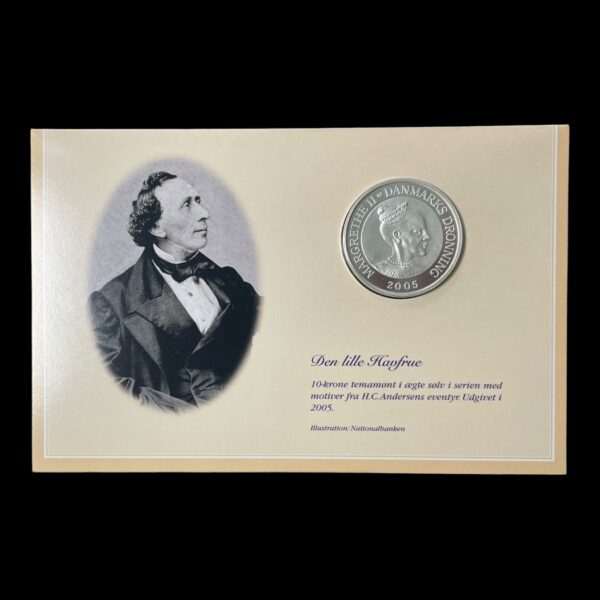 MARGRETHE II DANMARKS DRONNING
2005
Den lille Havfrue
10-krone temamønt i ægte sølv i serien med
motiver fra H.C. Andersens eventyr. Udgivet i
2005.
Illustration: Nationalbanken